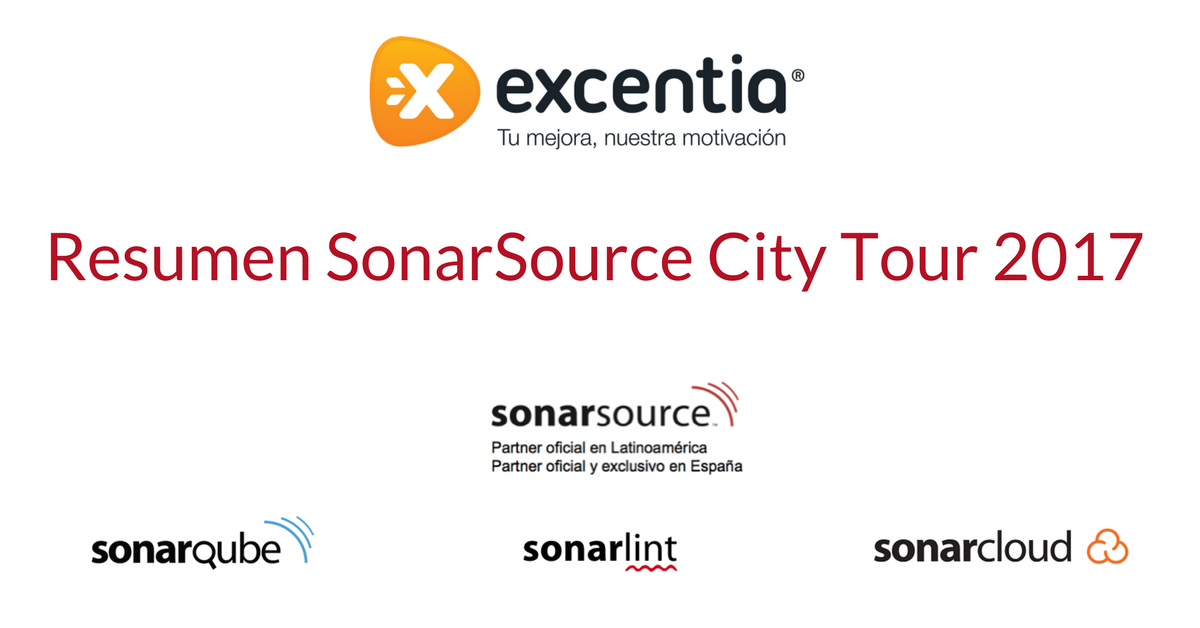 excentia®
Tu mejora, nuestra motivación
Resumen SonarSource City Tour 2017
sonarsource™
Partner oficial en Latinoamérica
Partner oficial y exclusivo en España
sonarqube
sonarlint
sonarcloud